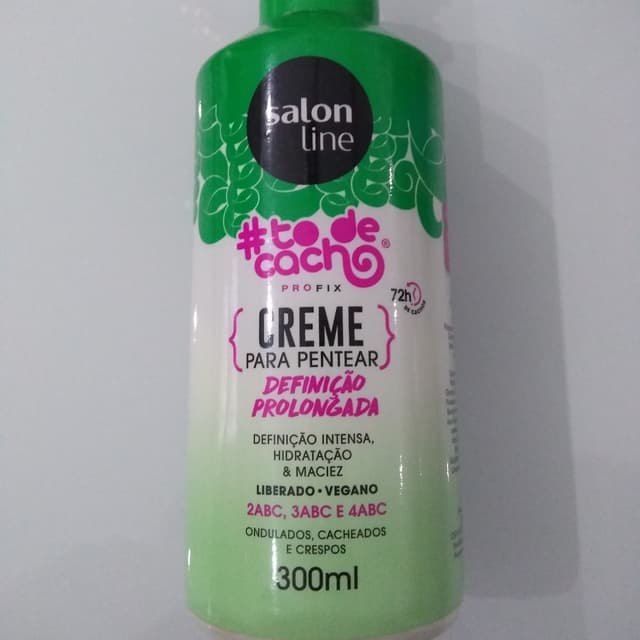 salon
line
#to de
cacho®
PROFIX
72h
CREME
PARA PENTEAR
DEFINIÇÃO
PROLONGADA
DEFINIÇÃO INTENSA,
HIDRATAÇÃO
& MACIEZ
LIBERADO • VEGANO
2ABC, 3ABC E 4ABC
ONDULADOS, CACHEADOS
E CRESPOS
300ml